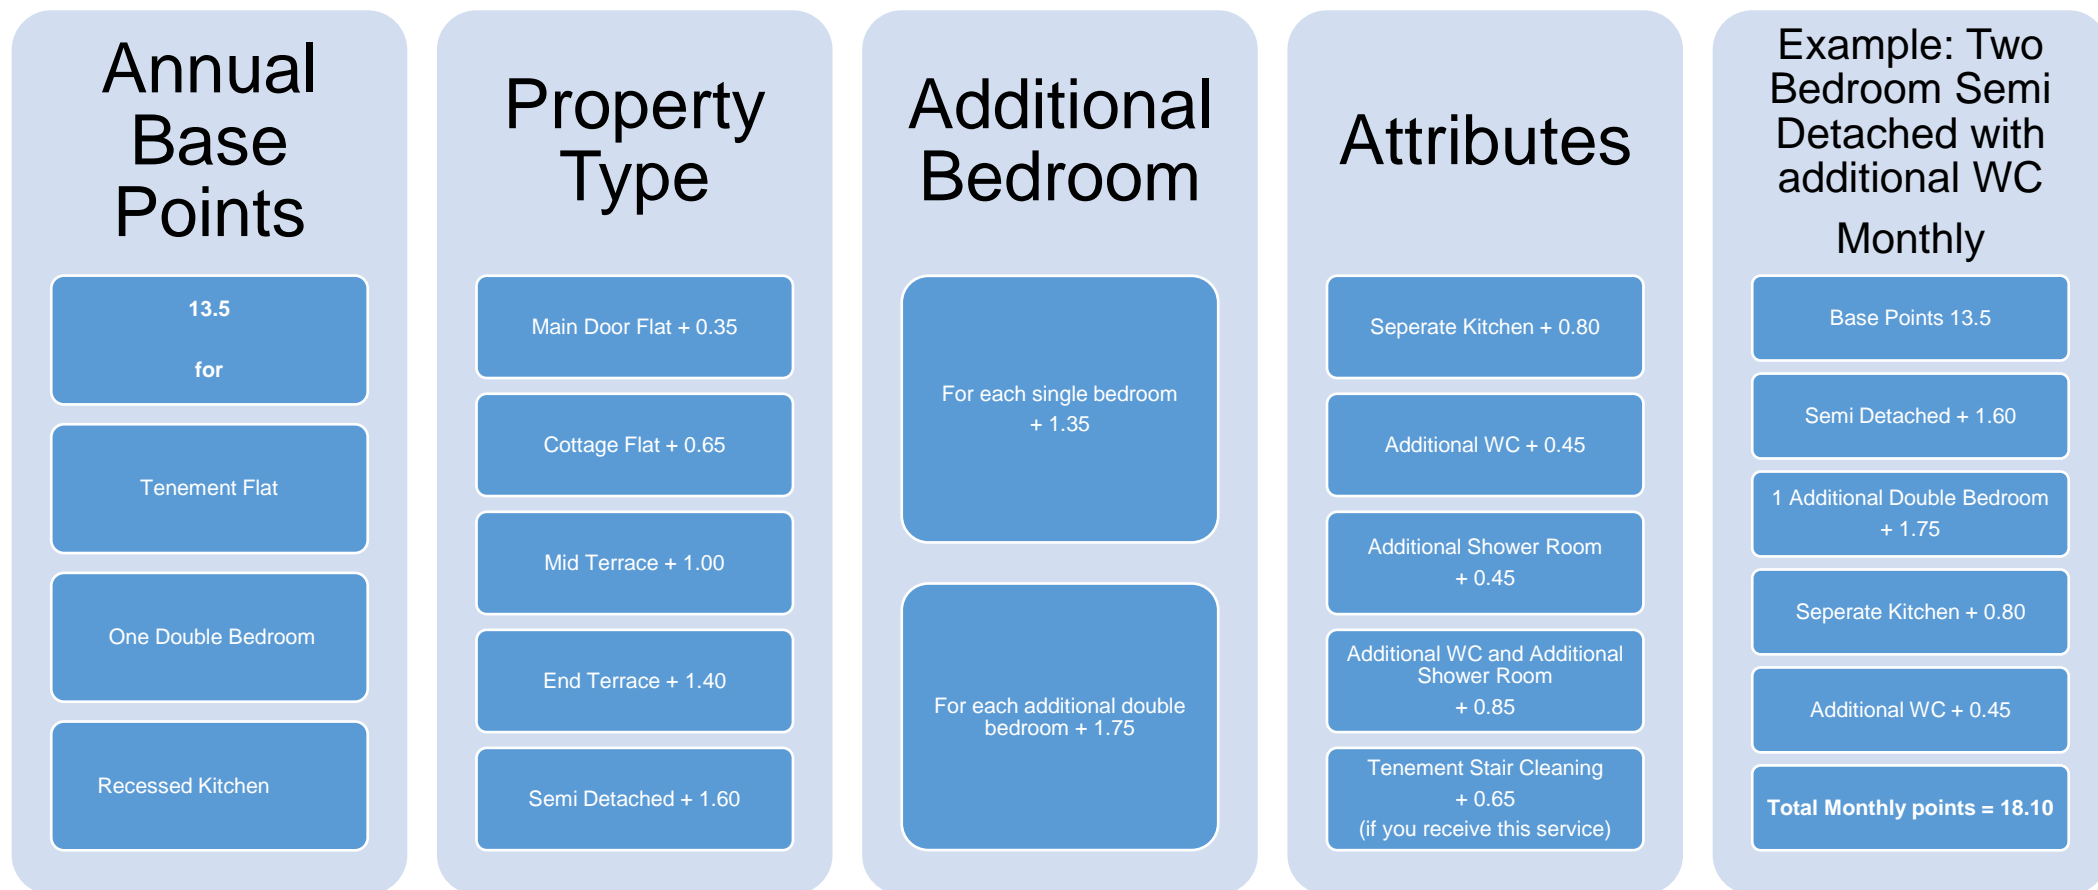 Annual
Base
Points
13.5
for
Tenement Flat
One Double Bedroom
Recessed Kitchen
Property
Type
Main Door Flat + 0.35
Cottage Flat + 0.65
Mid Terrace + 1.00
End Terrace + 1.40
Semi Detached + 1.60
Additional
Bedroom
For each single bedroom
+ 1.35
For each additional double
bedroom + 1.75
Attributes
Seperate Kitchen + 0.80
Additional WC + 0.45
Additional Shower Room
+ 0.45
Additional WC and Additional
Shower Room
+ 0.85
Tenement Stair Cleaning
+ 0.65
(if you receive this service)
Example: Two
Bedroom Semi
Detached with
additional WC
Monthly
Base Points 13.5
Semi Detached + 1.60
1 Additional Double Bedroom
+ 1.75
Seperate Kitchen + 0.80
Additional WC + 0.45
Total Monthly points = 18.10